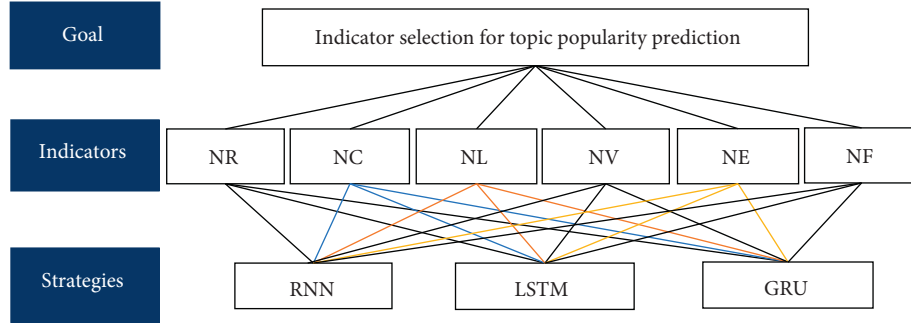 Goal
Indicator selection for topic popularity prediction
Indicators
NR
NC
NL
NV
NE
NF
Strategies
RNN
LSTM
GRU